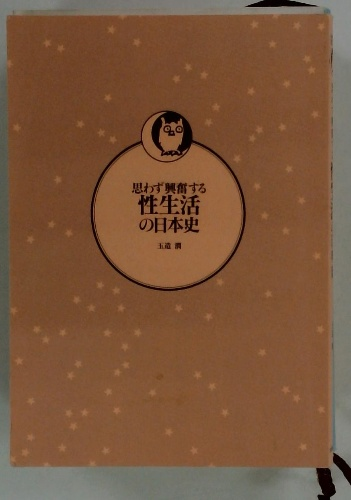 思わず興奮する
性生活
の日本史
玉造 潤